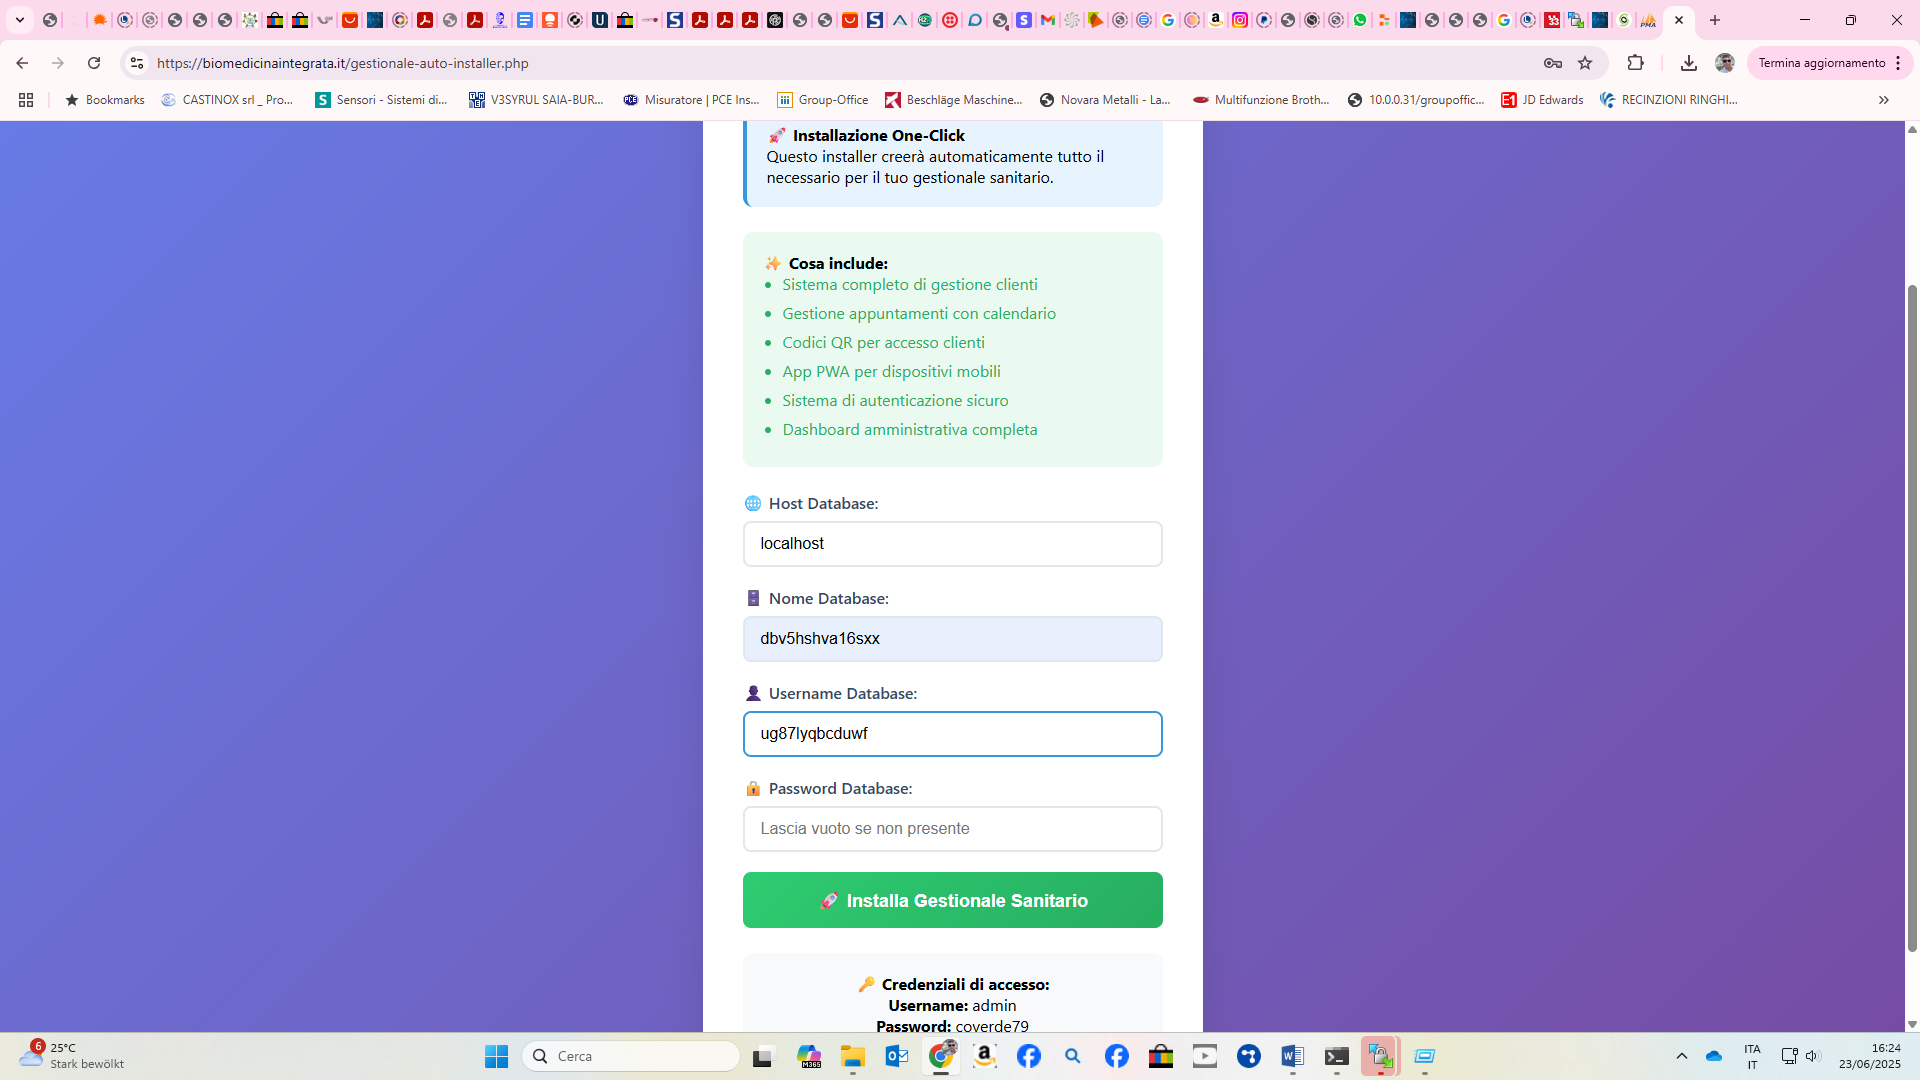 https://biomedicinaintegrata.it/gestionale-auto-installer.php
Termina aggiornamento
Bookmarks
CASTINOX srl _ Pro...
Sensori - Sistemi di...
V3SYRUL SAIA-BUR...
Misuratore | PCE Ins...
Group-Office
Beschläge Maschine...
Novara Metalli - La...
Multifunzione Broth...
10.0.0.31/groupoffic...
JD Edwards
RECINZIONI RINGHI...
🚀 Installazione One-Click
Questo installer creerà automaticamente tutto il
necessario per il tuo gestionale sanitario.
✨ Cosa include:
• Sistema completo di gestione clienti
• Gestione appuntamenti con calendario
• Codici QR per accesso clienti
• App PWA per dispositivi mobili
• Sistema di autenticazione sicuro
• Dashboard amministrativa completa
🌐 Host Database:
localhost
🗄️ Nome Database:
dbv5hshva16sxx
👤 Username Database:
ug87lyqbcduwf
🔒 Password Database:
Lascia vuoto se non presente
🚀 Installa Gestionale Sanitario
🔑 Credenziali di accesso:
Username: admin
Password: coverde79
6
25°C
Stark bewölkt
Cerca
ITA
IT
16:24
23/06/2025